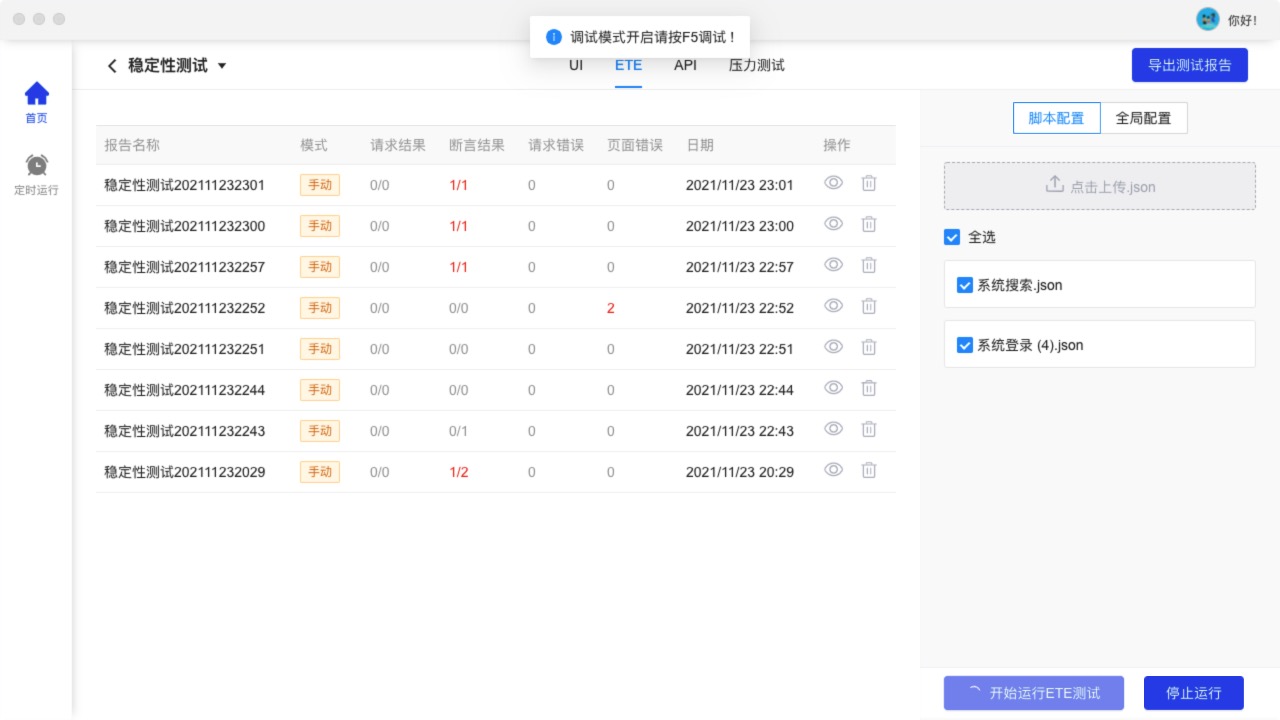 你好!
调试模式开启请按F5调试！
稳定性测试
UI ETE API 压力测试
导出测试报告
首页
定时运行
报告名称 模式 请求结果 断言结果 请求错误 页面错误 日期 操作
稳定性测试202111232301 手动 0/0 1/1 0 0 2021/11/23 23:01
稳定性测试202111232300 手动 0/0 1/1 0 0 2021/11/23 23:00
稳定性测试202111232257 手动 0/0 1/1 0 0 2021/11/23 22:57
稳定性测试202111232252 手动 0/0 0/0 0 2 2021/11/23 22:52
稳定性测试202111232251 手动 0/0 0/0 0 0 2021/11/23 22:51
稳定性测试202111232244 手动 0/0 0/0 0 0 2021/11/23 22:44
稳定性测试202111232243 手动 0/0 0/1 0 0 2021/11/23 22:43
稳定性测试202111232029 手动 0/0 1/2 0 0 2021/11/23 20:29
脚本配置 全局配置
点击上传.json
全选
系统搜索.json
系统登录 (4).json
开始运行ETE测试 停止运行